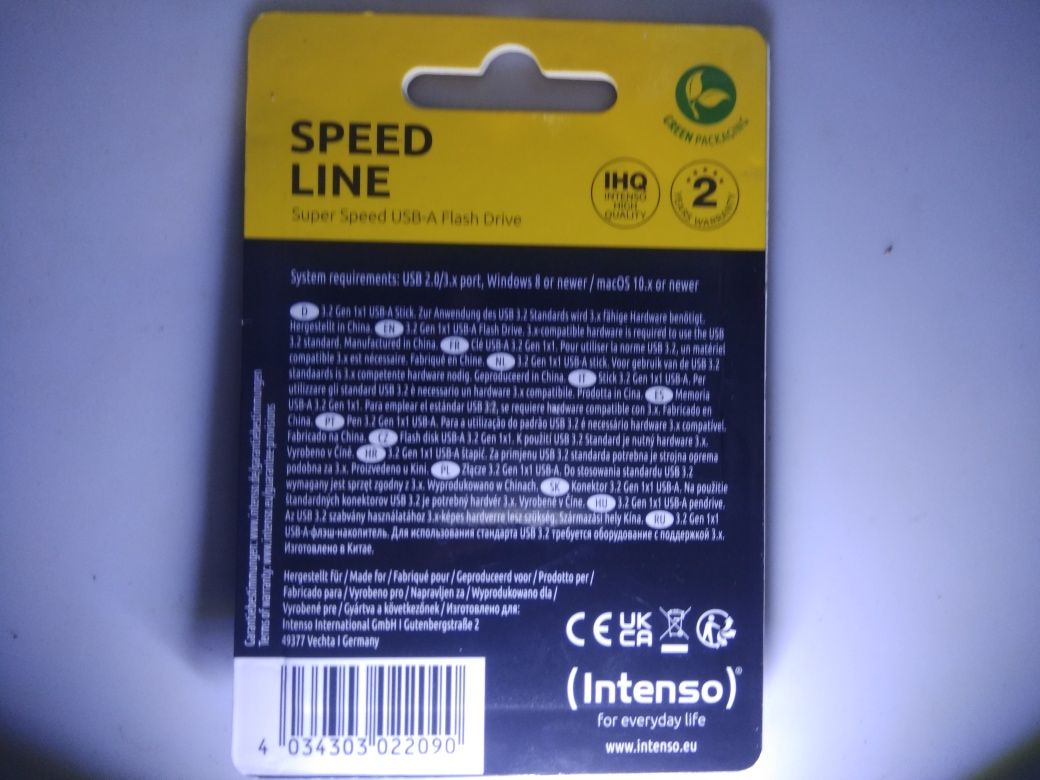 GREEN PACKAGING
SPEED
LINE
Super Speed USB-A Flash Drive
IHQ
INTENSO
HIGH
QUALITY
2
YEARS WARRANTY
System requirements: USB 2.0/3.x port, Windows 8 or newer / macOS 10.x or newer
D 3.2 Gen 1x1 USB-A Stick. Zur Anwendung des USB 3.2 Standards wird 3.x fähige Hardware benötigt.
Hergestellt in China. EN 3.2 Gen 1x1 USB-A Flash Drive. 3.x-compatible hardware is required to use the USB
3.2 standard. Manufactured in China. FR Clé USB-A 3.2 Gen 1x1. Pour utiliser la norme USB 3.2, un matériel
compatible 3.x est nécessaire. Fabriqué en Chine. NL 3.2 Gen 1x1 USB-A stick. Voor gebruik van de USB 3.2
standaards is 3.x competente hardware nodig. Geproduceerd in China. IT Stick 3.2 Gen 1x1 USB-A. Per
utilizzare gli standard USB 3.2 è necessario un hardware 3.x compatibile. Prodotta in Cina. ES Memoria
USB-A 3.2 Gen 1x1. Para emplear el estándar USB 3.2, se requiere hardware compatible con 3.x. Fabricado en
China. PT Pen 3.2 Gen 1x1 USB-A. Para a utilização do padrão USB 3.2 é necessário hardware 3.x compatível.
Fabricado na China. CZ Flash disk USB-A 3.2 Gen 1x1. K použití USB 3.2 Standard je nutný hardware 3.x.
Vyrobeno v Číně. HR 3.2 Gen 1x1 USB-A štapić. Za primjenu USB 3.2 standarda potrebna je strojna oprema
podobna za 3.x. Proizvedeno u Kini. PL Złącze 3.2 Gen 1x1 USB-A. Do stosowania standardu USB 3.2
wymagany jest sprzęt zgodny z 3.x. Wyprodukowano w Chinach. SK Konektor 3.2 Gen 1x1 USB-A. Na použitie
štandardných konektorov USB 3.2 je potrebný hardvér 3.x. Vyrobené v Číne. HU 3.2 Gen 1x1 USB-A pendrive.
Az USB 3.2 szabvány használatához 3.x-képes hardverre lesz szükség. Származási hely Kína. RU 3.2 Gen 1x1
USB-A-флэш-накопитель. Для использования стандарта USB 3.2 требуется оборудование с поддержкой 3.x.
Изготовлено в Китае.
Garantiebestimmungen: www.intenso.de/garantiebestimmungen
Terms of warranty: www.intenso.eu/guarantee-provisions
Hergestellt für / Made for / Fabriqué pour / Geproduceerd voor / Prodotto per /
Fabricado para / Vyrobeno pro / Napravljen za / Wyprodukowano dla /
Vyrobené pre / Gyártva a következőnek / Изготовлено для:
Intenso International GmbH I Gutenbergstraße 2
49377 Vechta I Germany
CE UK
CA
(Intenso)®
for everyday life
www.intenso.eu
4 034303 022090